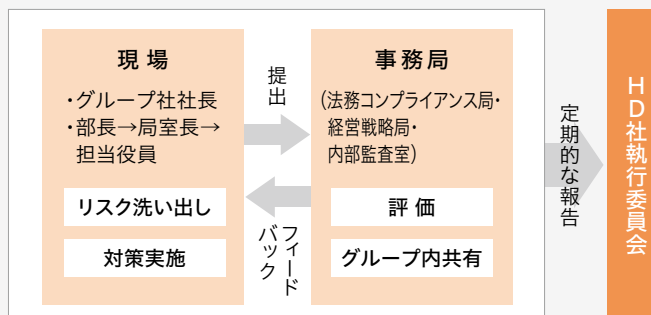 現場
・グループ社社長
・部長→局室長→
担当役員
リスク洗い出し
対策実施
提出
フィード
バック
事務局
(法務コンプライアンス局・
経営戦略局・
内部監査室)
評価
グループ内共有
定期的な報告
HD社執行委員会